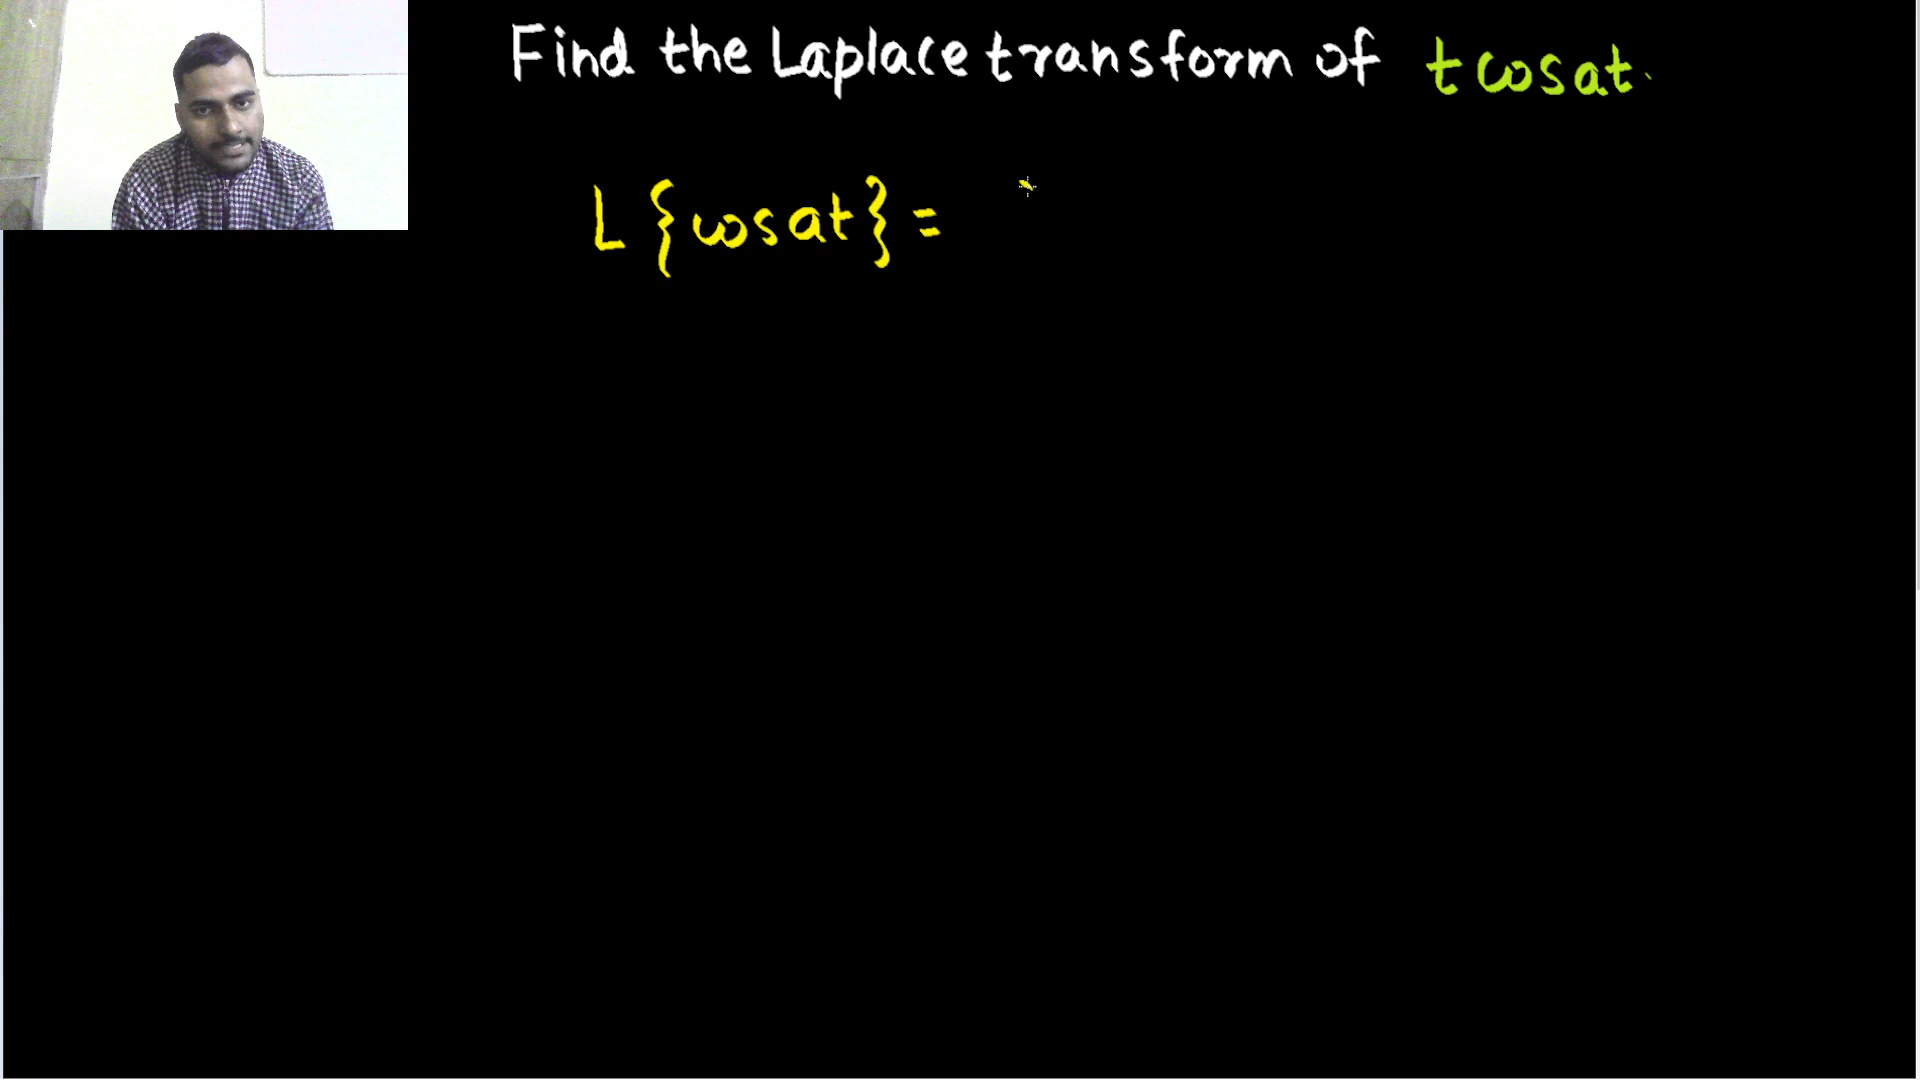 Find the Laplace transform of t cosat.
L{cosat} =